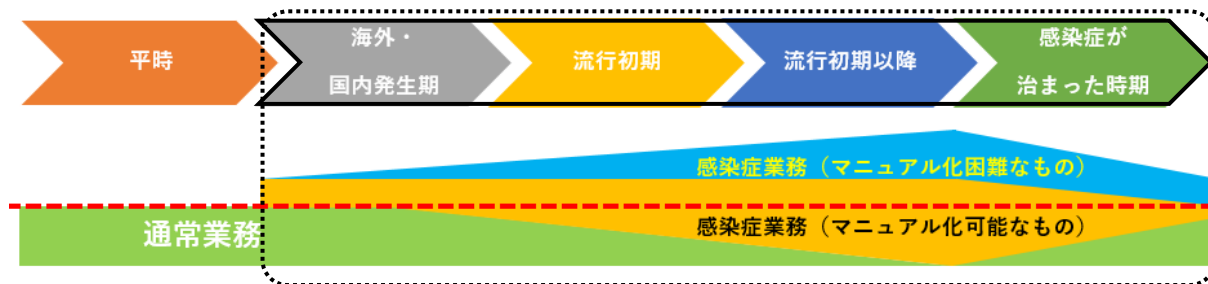 平時
海外・
国内発生期
流行初期
流行初期以降
感染症が
治まった時期
感染症業務（マニュアル化困難なもの）
通常業務
感染症業務（マニュアル化可能なもの）